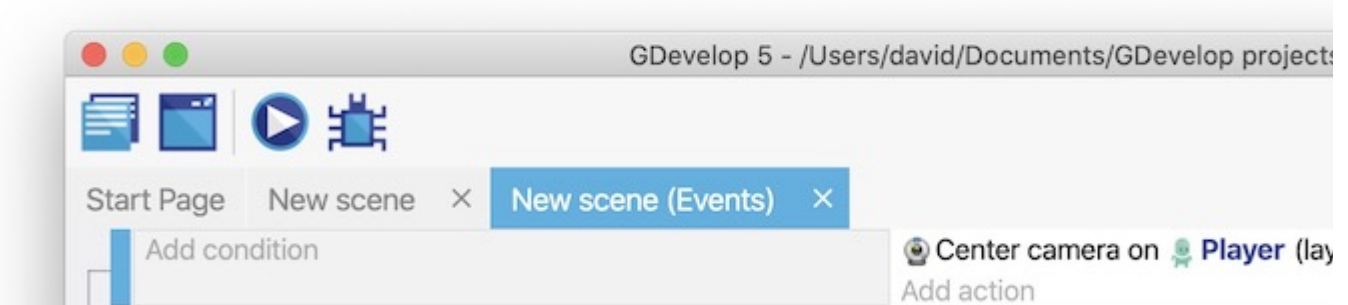 GDevelop 5 - /Users/david/Documents/GDevelop projects
Start Page New scene × New scene (Events) ×
Add condition
Center camera on Player (lay
Add action